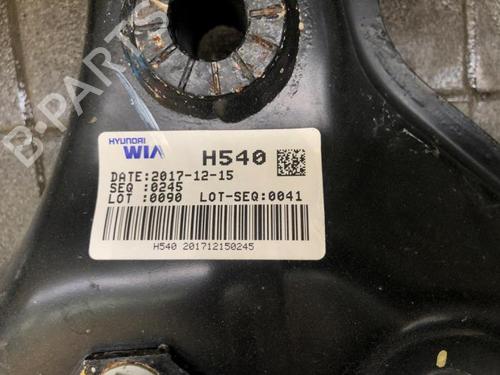 B-PARTS
HYUNDAI
WIA H540
DATE:2017-12-15
SEQ :0245
LOT :0090 LOT-SEQ:0041
H540 201712150245